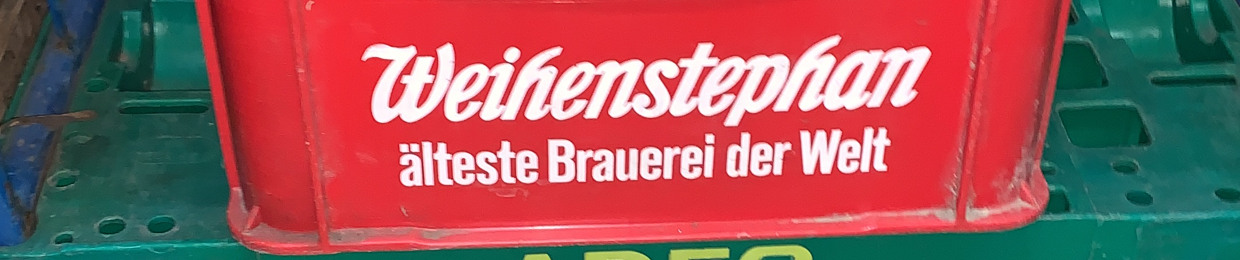 Weihenstephan
älteste Brauerei der Welt